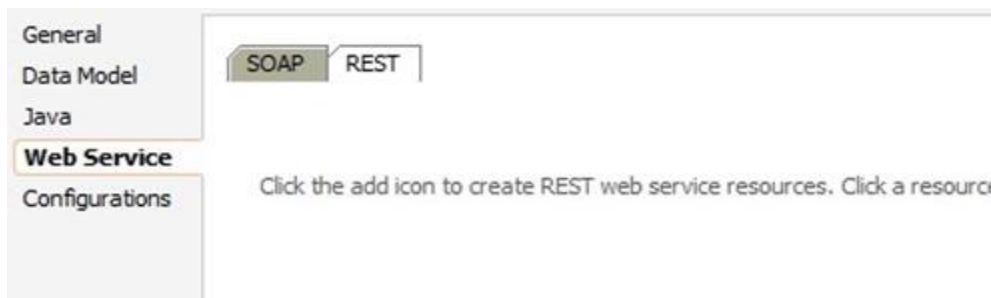 General
Data Model
Java
Web Service
Configurations
SOAP REST
Click the add icon to create REST web service resources. Click a resource